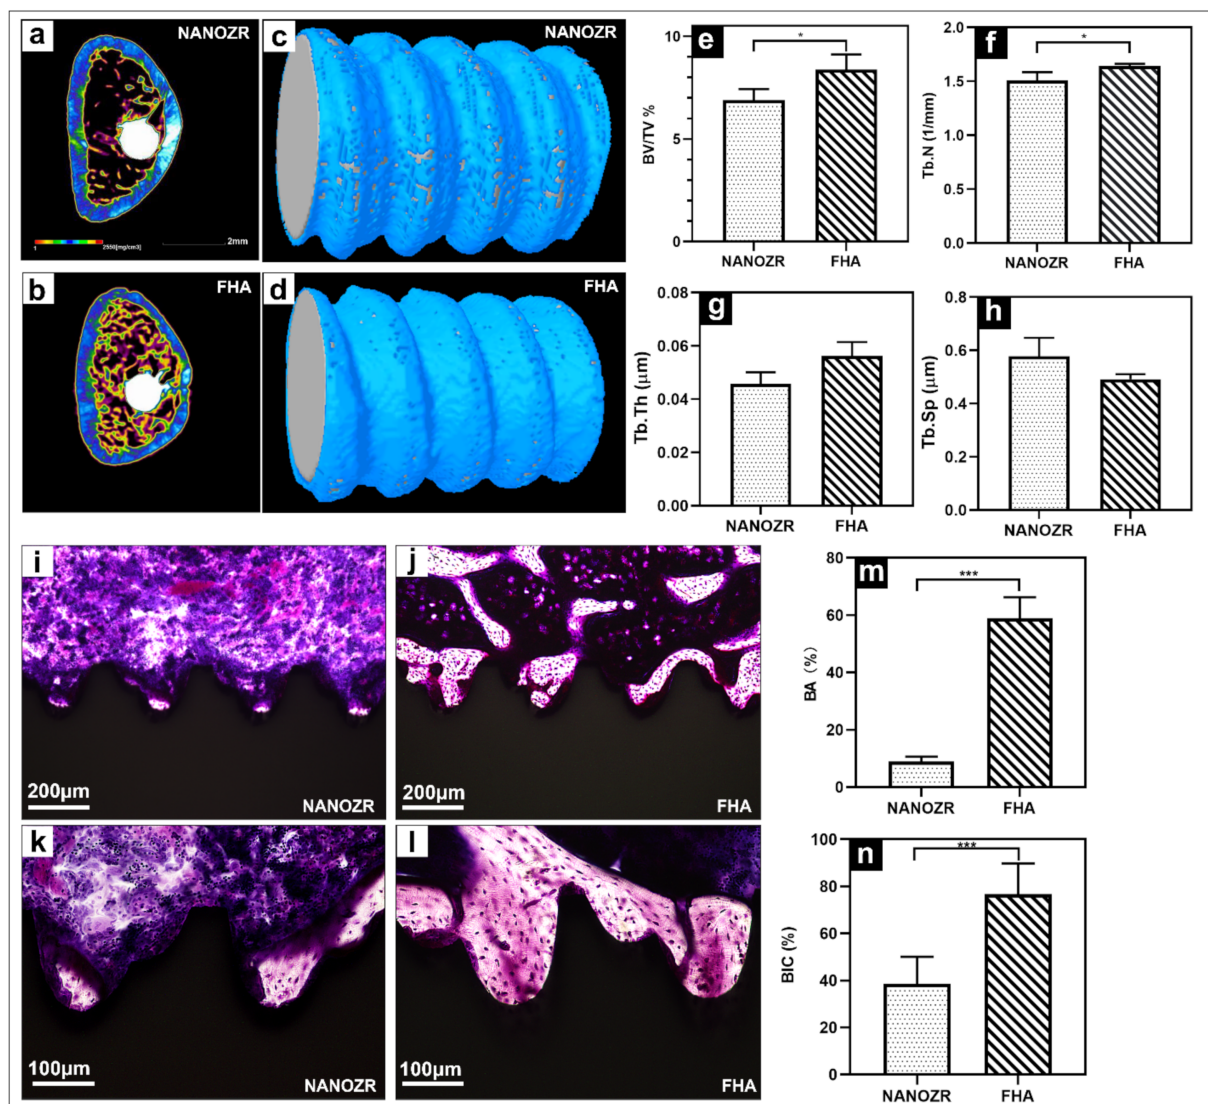 a
NANOZR
1
2550[mg/cm3]
2mm
c
NANOZR
b
FHA
d
FHA
e
BV/TV %
10
5
0
*
NANOZR
FHA
f
Tb.N (1/mm)
2.0
1.5
1.0
0.5
0.0
*
NANOZR
FHA
g
Tb.Th (μm)
0.08
0.06
0.04
0.02
0.00
NANOZR
FHA
h
Tb.Sp (μm)
0.8
0.6
0.4
0.2
0.0
NANOZR
FHA
i
200μm
NANOZR
j
200μm
FHA
m
BA (%)
80
60
40
20
0
***
NANOZR
FHA
k
100μm
NANOZR
l
100μm
FHA
n
BIC (%)
100
80
60
40
20
0
***
NANOZR
FHA